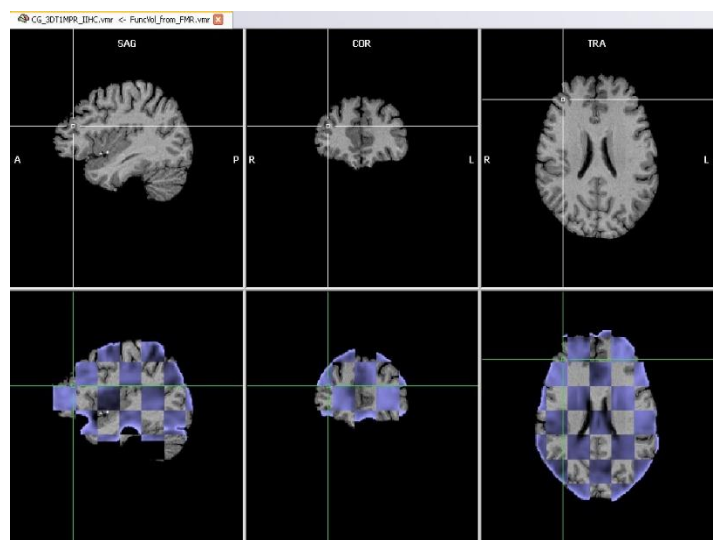 CG_3DT1MPR_IIHC.vmr <- FuncVol_from_FMR.vmr
SAG
COR
TRA
A
P
R
L
R
L